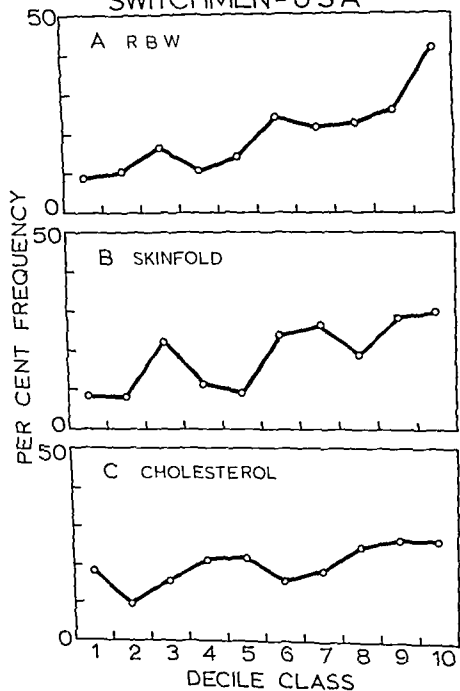 SWITCHMEN-USA
50
A RBW
0
50
B SKINFOLD
0
50
C CHOLESTEROL
0
PER CENT FREQUENCY
1 2 3 4 5 6 7 8 9 10
DECILE CLASS